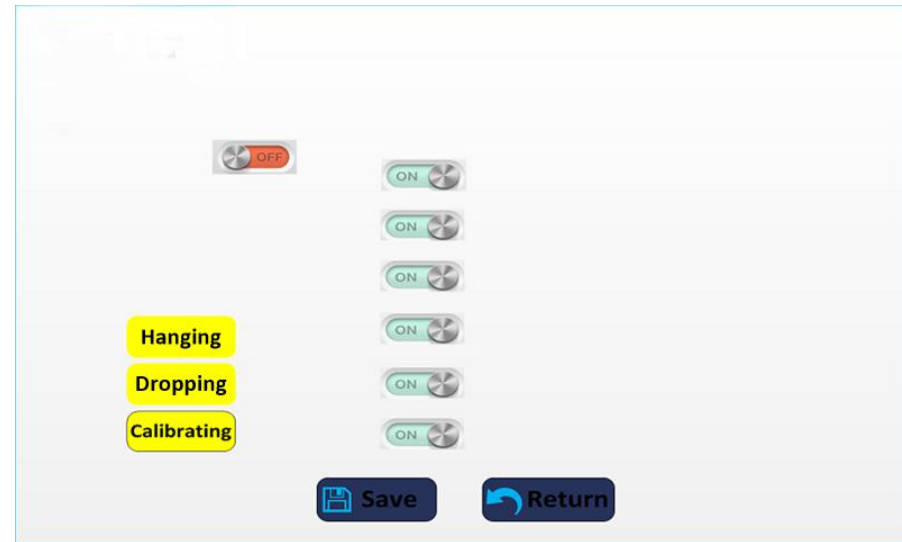 OFF
ON
ON
ON
Hanging
ON
Dropping
ON
Calibrating
ON
Save
Return